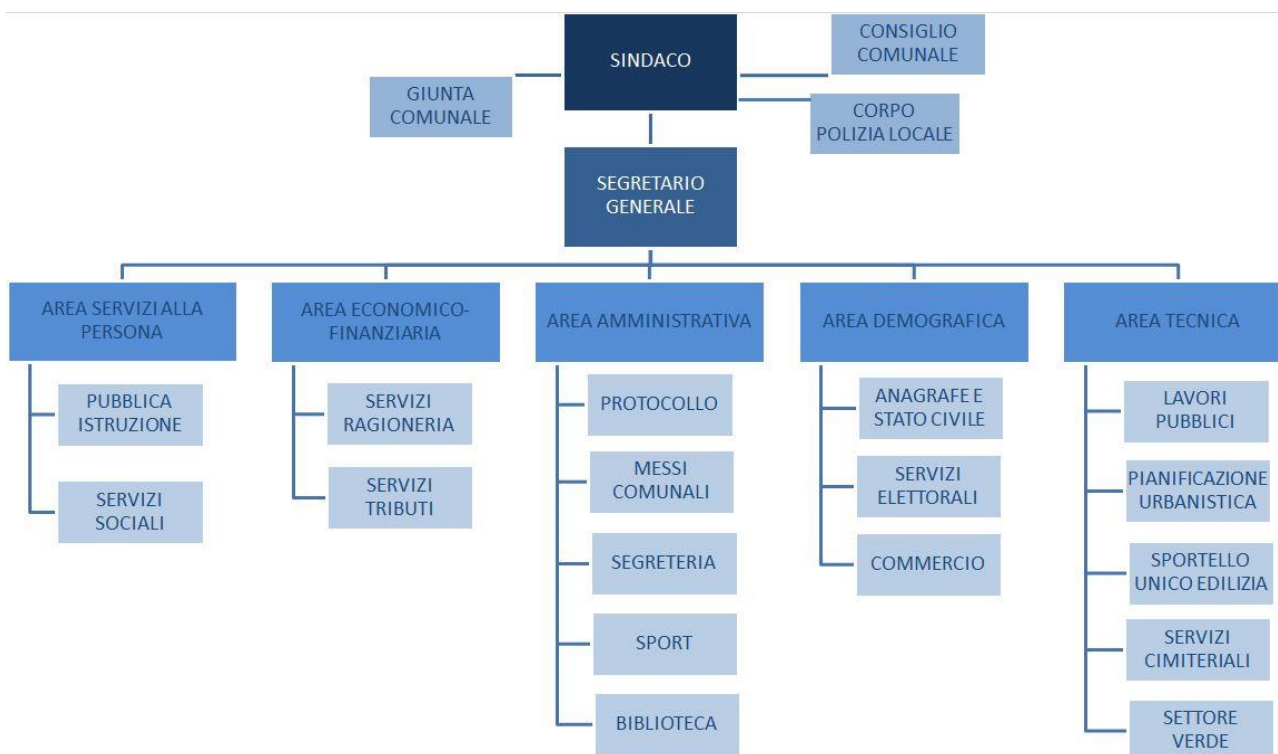 SINDACO
CONSIGLIO
COMUNALE
GIUNTA
COMUNALE
CORPO
POLIZIA LOCALE
SEGRETARIO
GENERALE
AREA SERVIZI ALLA
PERSONA
PUBBLICA
ISTRUZIONE
SERVIZI
SOCIALI
AREA ECONOMICO-
FINANZIARIA
SERVIZI
RAGIONERIA
SERVIZI
TRIBUTI
AREA AMMINISTRATIVA
PROTOCOLLO
MESSI
COMUNALI
SEGRETERIA
SPORT
BIBLIOTECA
AREA DEMOGRAFICA
ANAGRAFE E
STATO CIVILE
SERVIZI
ELETTORALI
COMMERCIO
AREA TECNICA
LAVORI
PUBBLICI
PIANIFICAZIONE
URBANISTICA
SPORTELLO
UNICO EDILIZIA
SERVIZI
CIMITERIALI
SETTORE
VERDE